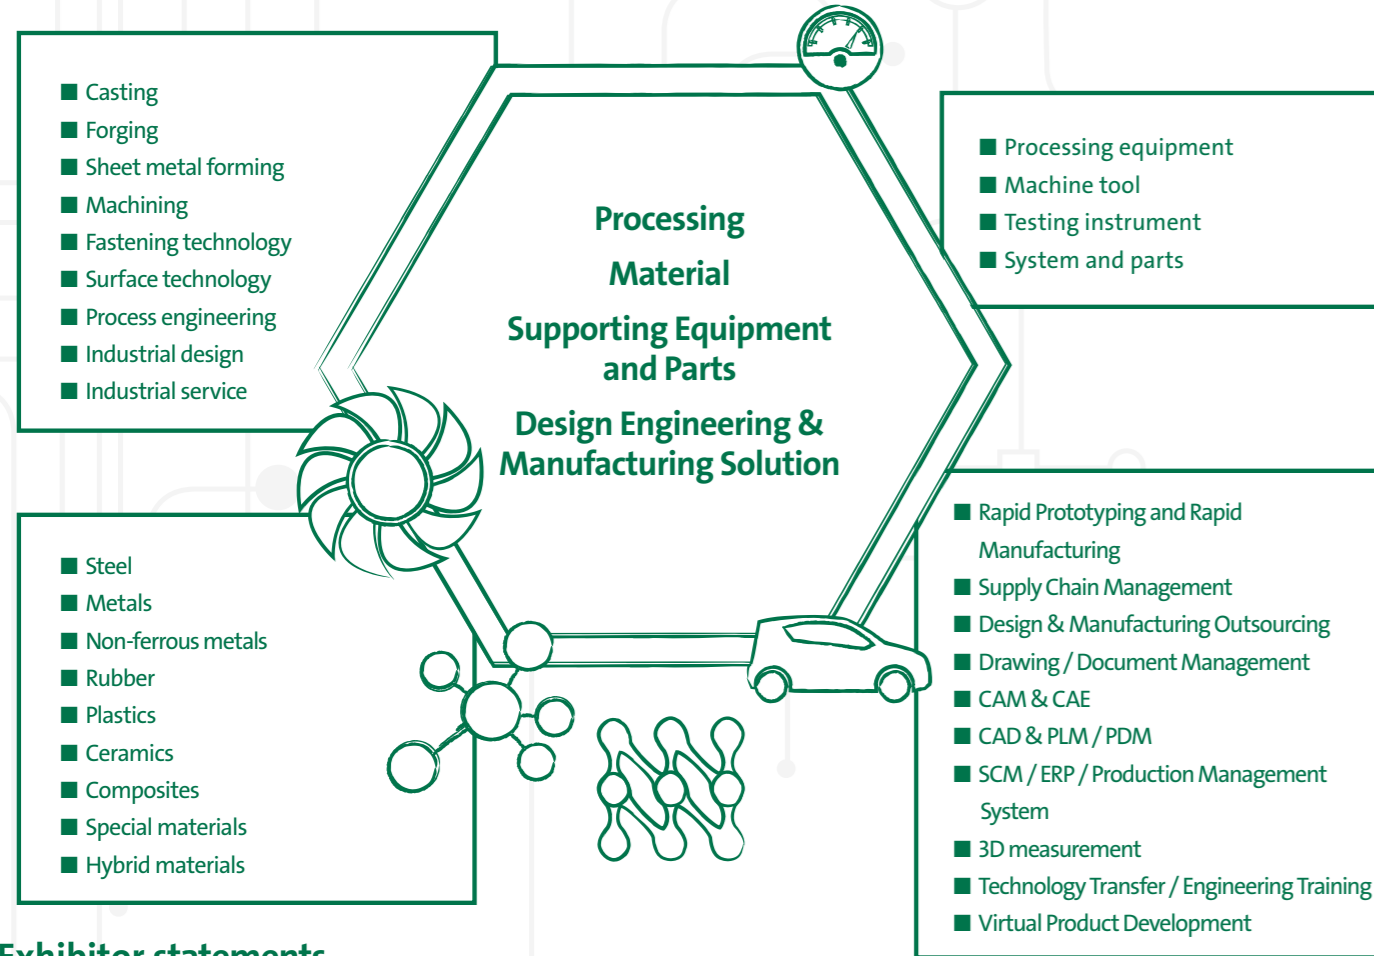 ■ Casting
■ Forging
■ Sheet metal forming
■ Machining
■ Fastening technology
■ Surface technology
■ Process engineering
■ Industrial design
■ Industrial service
Processing
Material
Supporting Equipment
and Parts
Design Engineering &
Manufacturing Solution
■ Processing equipment
■ Machine tool
■ Testing instrument
■ System and parts
■ Steel
■ Metals
■ Non-ferrous metals
■ Rubber
■ Plastics
■ Ceramics
■ Composites
■ Special materials
■ Hybrid materials
■ Rapid Prototyping and Rapid
Manufacturing
■ Supply Chain Management
■ Design & Manufacturing Outsourcing
■ Drawing / Document Management
■ CAM & CAE
■ CAD & PLM / PDM
■ SCM / ERP / Production Management
System
■ 3D measurement
■ Technology Transfer / Engineering Training
■ Virtual Product Development
Exhibitor statements